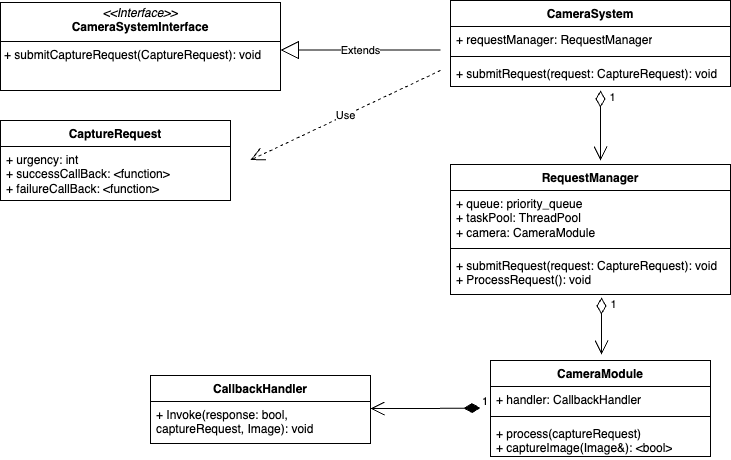 <<Interface>>
CameraSystemInterface
+ submitCaptureRequest(CaptureRequest): void
Extends
CameraSystem
+ requestManager: RequestManager
+ submitRequest(request: CaptureRequest): void
1
Use
CaptureRequest
+ urgency: int
+ successCallBack: <function>
+ failureCallBack: <function>
RequestManager
+ queue: priority_queue
+ taskPool: ThreadPool
+ camera: CameraModule
+ submitRequest(request: CaptureRequest): void
+ ProcessRequest(): void
1
CameraModule
+ handler: CallbackHandler
+ process(captureRequest)
+ captureImage(Image&): <bool>
1
CallbackHandler
+ Invoke(response: bool,
captureRequest, Image): void